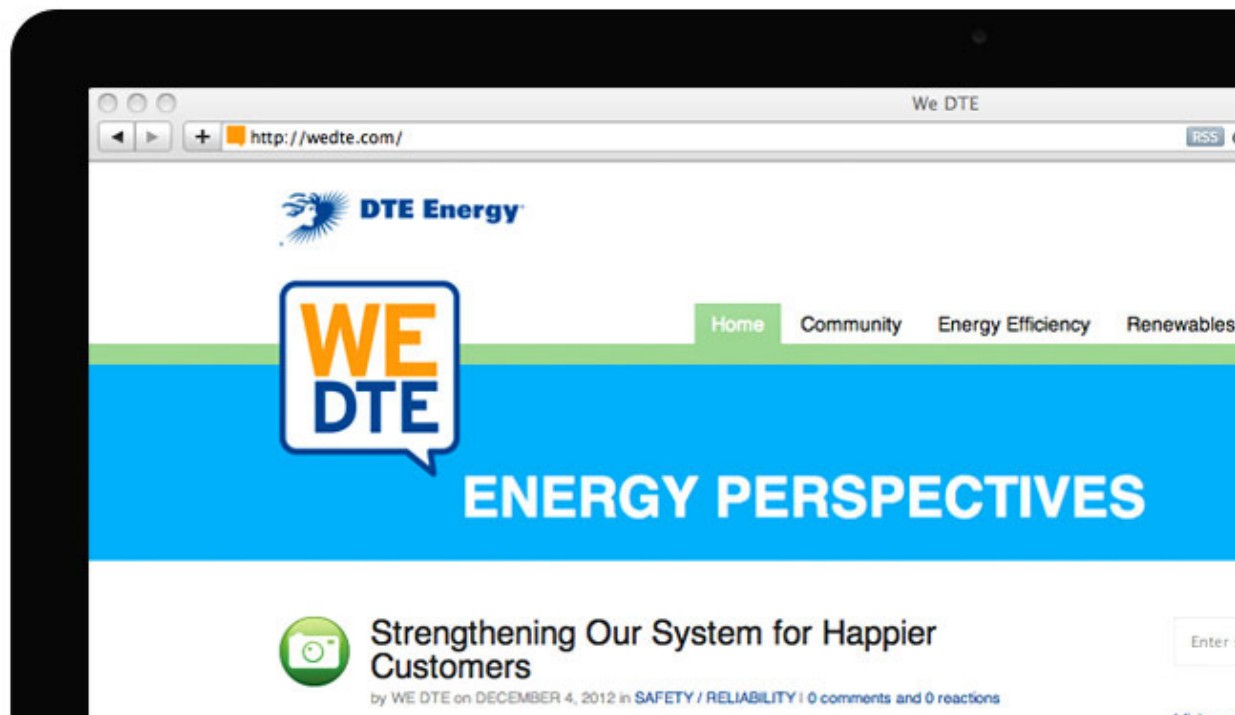 We DTE
http://wedte.com/
RSS
DTE Energy
WE
DTE
Home Community Energy Efficiency Renewables
ENERGY PERSPECTIVES
Strengthening Our System for Happier
Customers
by WE DTE on DECEMBER 4, 2012 in SAFETY / RELIABILITY | 0 comments and 0 reactions
Enter